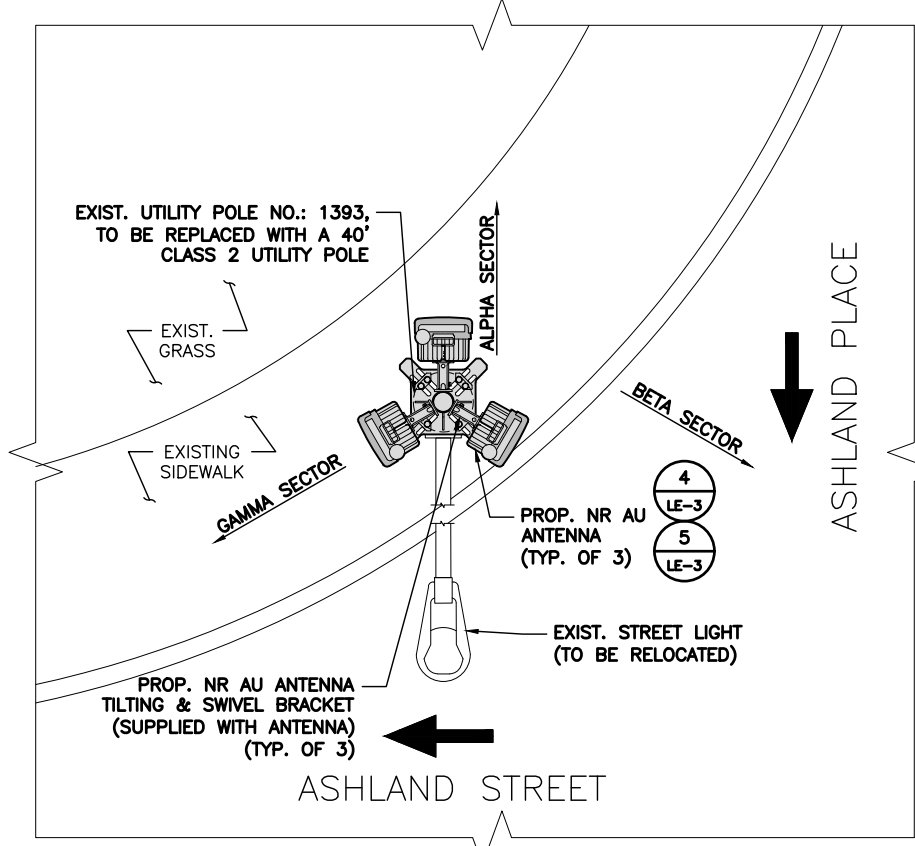 EXIST. UTILITY POLE NO.: 1393,
TO BE REPLACED WITH A 40'
CLASS 2 UTILITY POLE
ALPHA SECTOR
EXIST.
GRASS
ASHLAND PLACE
BETA SECTOR
EXISTING
SIDEWALK
GAMMA SECTOR
PROP. NR AU
ANTENNA
(TYP. OF 3)
4
LE-3
5
LE-3
EXIST. STREET LIGHT
(TO BE RELOCATED)
PROP. NR AU ANTENNA
TILTING & SWIVEL BRACKET
(SUPPLIED WITH ANTENNA)
(TYP. OF 3)
ASHLAND STREET